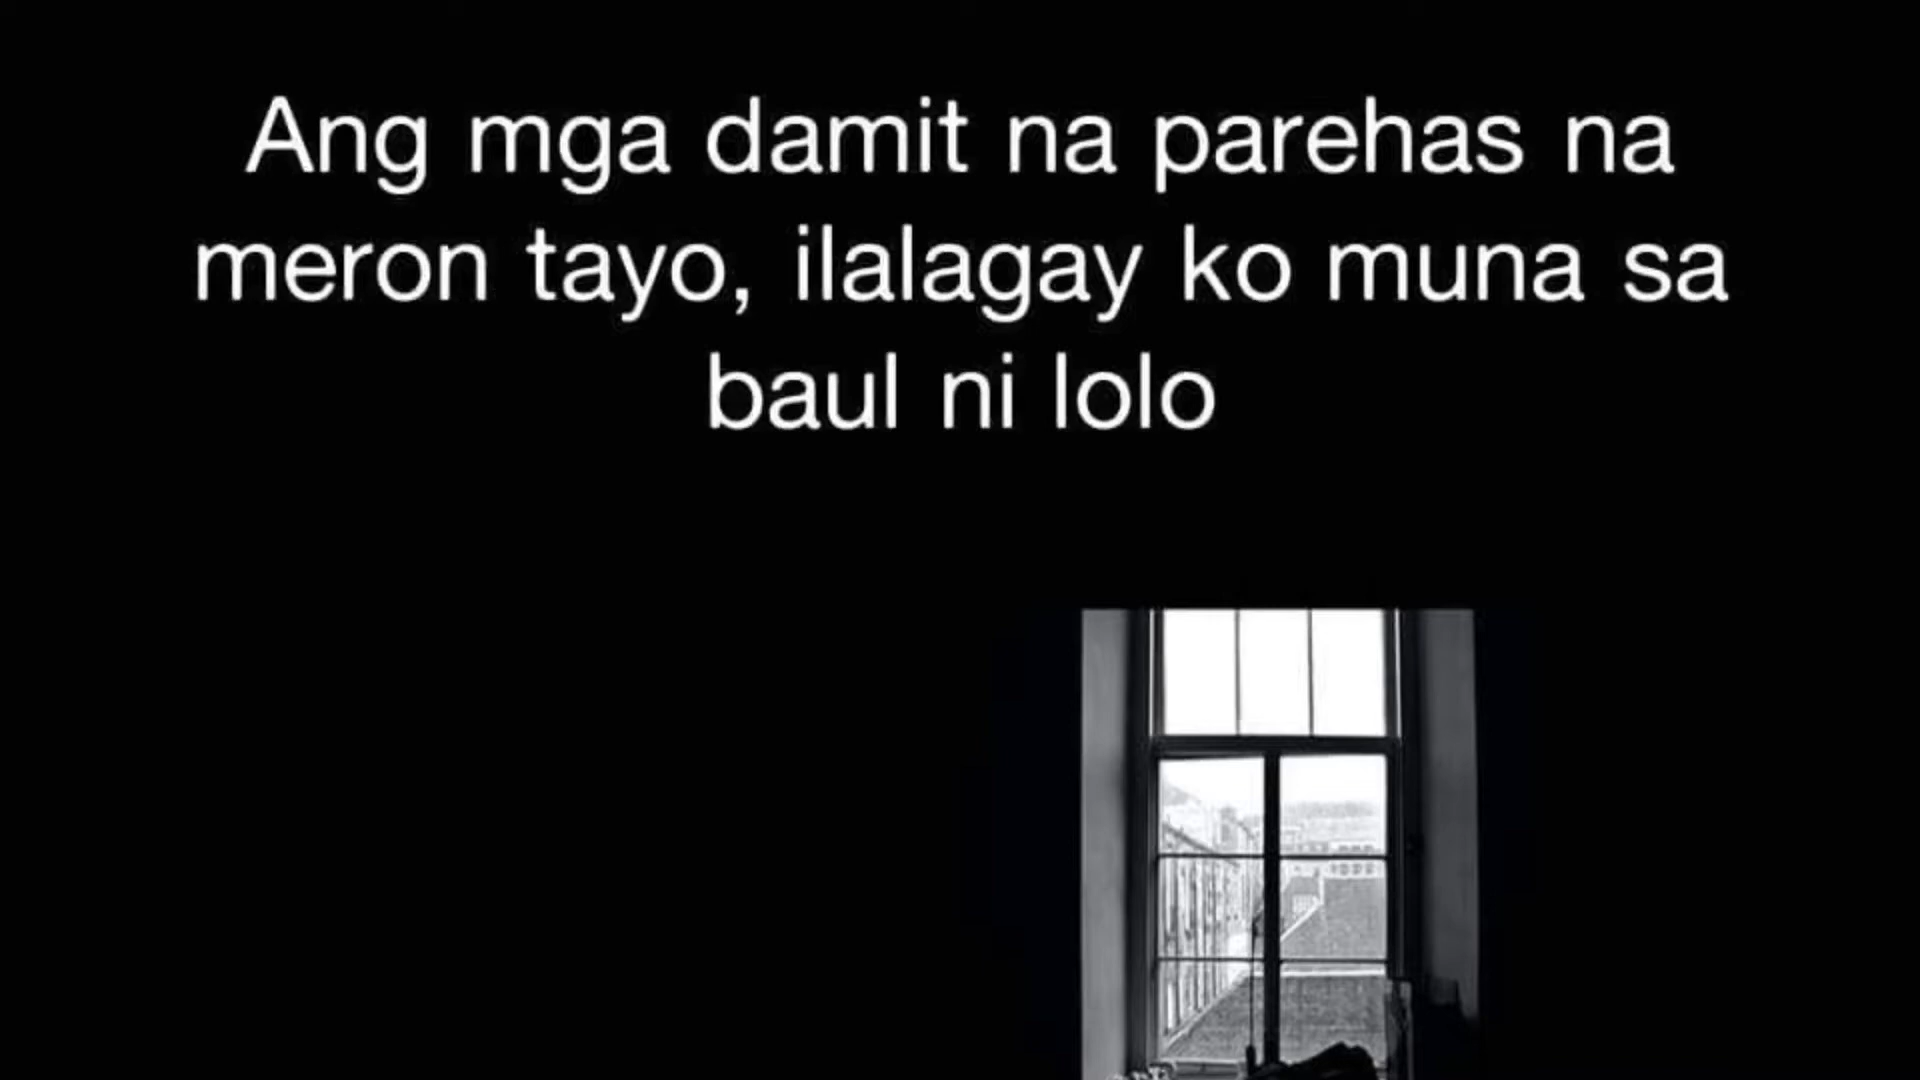 Ang mga damit na parehas na
meron tayo, ilalagay ko muna sa
baul ni lolo